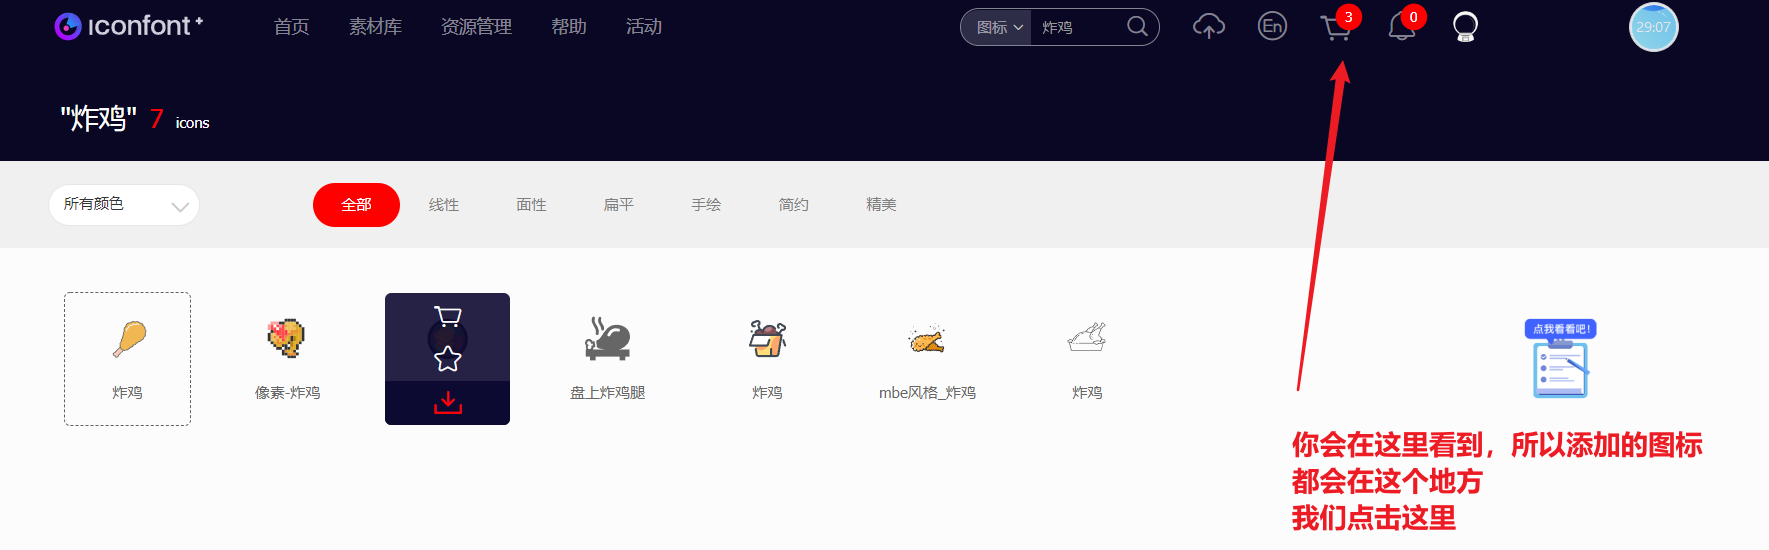 iconfont+
首页 素材库 资源管理 帮助 活动
图标 炸鸡
En
3
0
29:07
"炸鸡" 7 icons
所有颜色
全部 线性 面性 扁平 手绘 简约 精美
点我看看吧!
炸鸡 像素-炸鸡 盘上炸鸡腿 炸鸡 mbe风格_炸鸡 炸鸡
你会在这里看到，所以添加的图标
都会在这个地方
我们点击这里